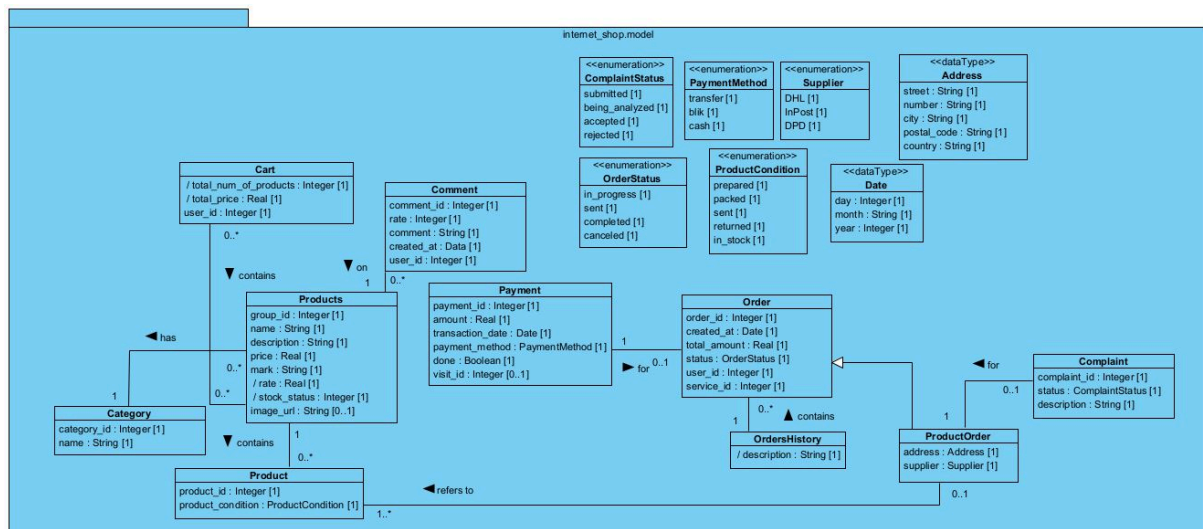 internet_shop.model
<<enumeration>>
ComplaintStatus
submitted [1]
being_analyzed [1]
accepted [1]
rejected [1]
<<enumeration>>
PaymentMethod
transfer [1]
blik [1]
cash [1]
<<enumeration>>
Supplier
DHL [1]
InPost [1]
DPD [1]
<<dataType>>
Address
street : String [1]
number : String [1]
city : String [1]
postal_code : String [1]
country : String [1]
<<enumeration>>
OrderStatus
in_progress [1]
sent [1]
completed [1]
canceled [1]
<<enumeration>>
ProductCondition
prepared [1]
packed [1]
sent [1]
returned [1]
in_stock [1]
<<dataType>>
Date
day : Integer [1]
month : String [1]
year : Integer [1]
Cart
/ total_num_of_products : Integer [1]
/ total_price : Real [1]
user_id : Integer [1]
0..*
contains
Comment
comment_id : Integer [1]
rate : Integer [1]
comment : String [1]
created_at : Data [1]
user_id : Integer [1]
on
1
0..*
Products
group_id : Integer [1]
name : String [1]
description : String [1]
price : Real [1]
mark : String [1]
/ rate : Real [1]
/ stock_status : Integer [1]
image_url : String [0..1]
has
0..*
1
0..*
Category
category_id : Integer [1]
name : String [1]
contains
1
0..*
Product
product_id : Integer [1]
product_condition : ProductCondition [1]
Payment
payment_id : Integer [1]
amount : Real [1]
transaction_date : Date [1]
payment_method : PaymentMethod [1]
done : Boolean [1]
visit_id : Integer [0..1]
1
for
0..1
Order
order_id : Integer [1]
created_at : Date [1]
total_amount : Real [1]
status : OrderStatus [1]
user_id : Integer [1]
service_id : Integer [1]
0..*
contains
1
OrdersHistory
/ description : String [1]
for
0..1
Complaint
complaint_id : Integer [1]
status : ComplaintStatus [1]
description : String [1]
1
ProductOrder
address : Address [1]
supplier : Supplier [1]
0..1
refers to
1..*